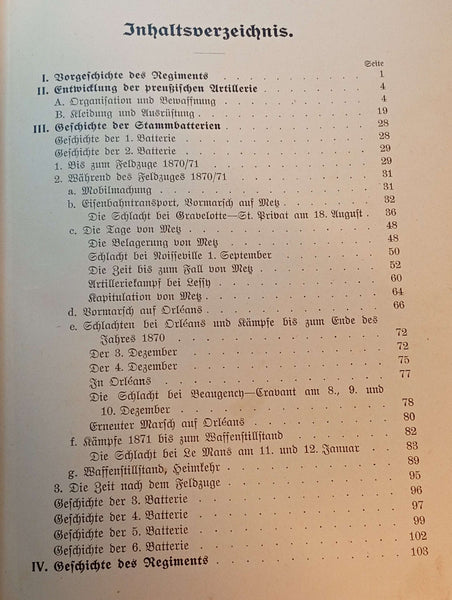 Inhaltsverzeichnis.
Seite
I. Vorgeschichte des Regiments . . . . . . . . . . 1
II. Entwicklung der preußischen Artillerie . . . . . . . 4
A. Organisation und Bewaffnung . . . . . . . . . 4
B. Kleidung und Ausrüstung . . . . . . . . . . 19
III. Geschichte der Stammbatterien . . . . . . . . . 28
Geschichte der 1. Batterie . . . . . . . . . . . 28
Geschichte der 2. Batterie . . . . . . . . . . . 29
1. Bis zum Feldzuge 1870/71 . . . . . . . . . . 29
2. Während des Feldzuges 1870/71 . . . . . . . . 31
a. Mobilmachung . . . . . . . . . . . . . 31
b. Eisenbahntransport, Vormarsch auf Metz . . . . . 32
Die Schlacht bei Gravelotte—St. Privat am 18. August . 36
c. Die Tage von Metz . . . . . . . . . . . 48
Die Belagerung von Metz . . . . . . . . . 48
Schlacht bei Noisseville 1. September . . . . . . 50
Die Zeit bis zum Fall von Metz . . . . . . . 52
Artilleriekampf bei Lessy . . . . . . . . . 60
Kapitulation von Metz . . . . . . . . . . 64
d. Vormarsch auf Orléans . . . . . . . . . . 66
e. Schlachten bei Orléans und Kämpfe bis zum Ende des
Jahres 1870 . . . . . . . . . . . . . 72
Der 3. Dezember . . . . . . . . . . . 72
Der 4. Dezember . . . . . . . . . . . 75
In Orléans . . . . . . . . . . . . . 77
Die Schlacht bei Beaugency—Cravant am 8., 9. und
10. Dezember . . . . . . . . . . . . 78
Erneuter Marsch auf Orléans . . . . . . . . 80
f. Kämpfe 1871 bis zum Waffenstillstand . . . . . 82
Die Schlacht bei Le Mans am 11. und 12. Januar . . 83
g. Waffenstillstand, Heimkehr . . . . . . . . . 89
3. Die Zeit nach dem Feldzuge . . . . . . . . . 95
Geschichte der 3. Batterie . . . . . . . . . . . 96
Geschichte der 4. Batterie . . . . . . . . . . . 97
Geschichte der 5. Batterie . . . . . . . . . . . 99
Geschichte der 6. Batterie . . . . . . . . . . . 102
IV. Geschichte des Regiments . . . . . . . . . . . 103